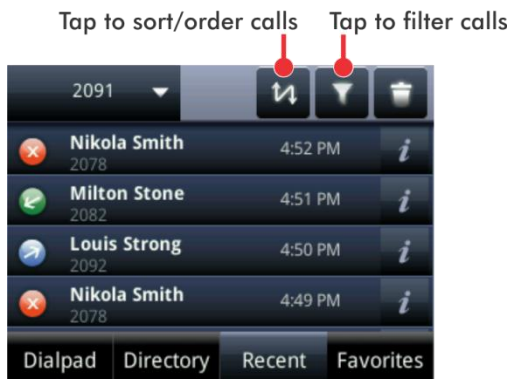 Tap to sort/order calls Tap to filter calls
2091
Nikola Smith 4:52 PM i
2078
Milton Stone 4:51 PM i
2082
Louis Strong 4:50 PM i
2092
Nikola Smith 4:49 PM i
2078
Dialpad Directory Recent Favorites